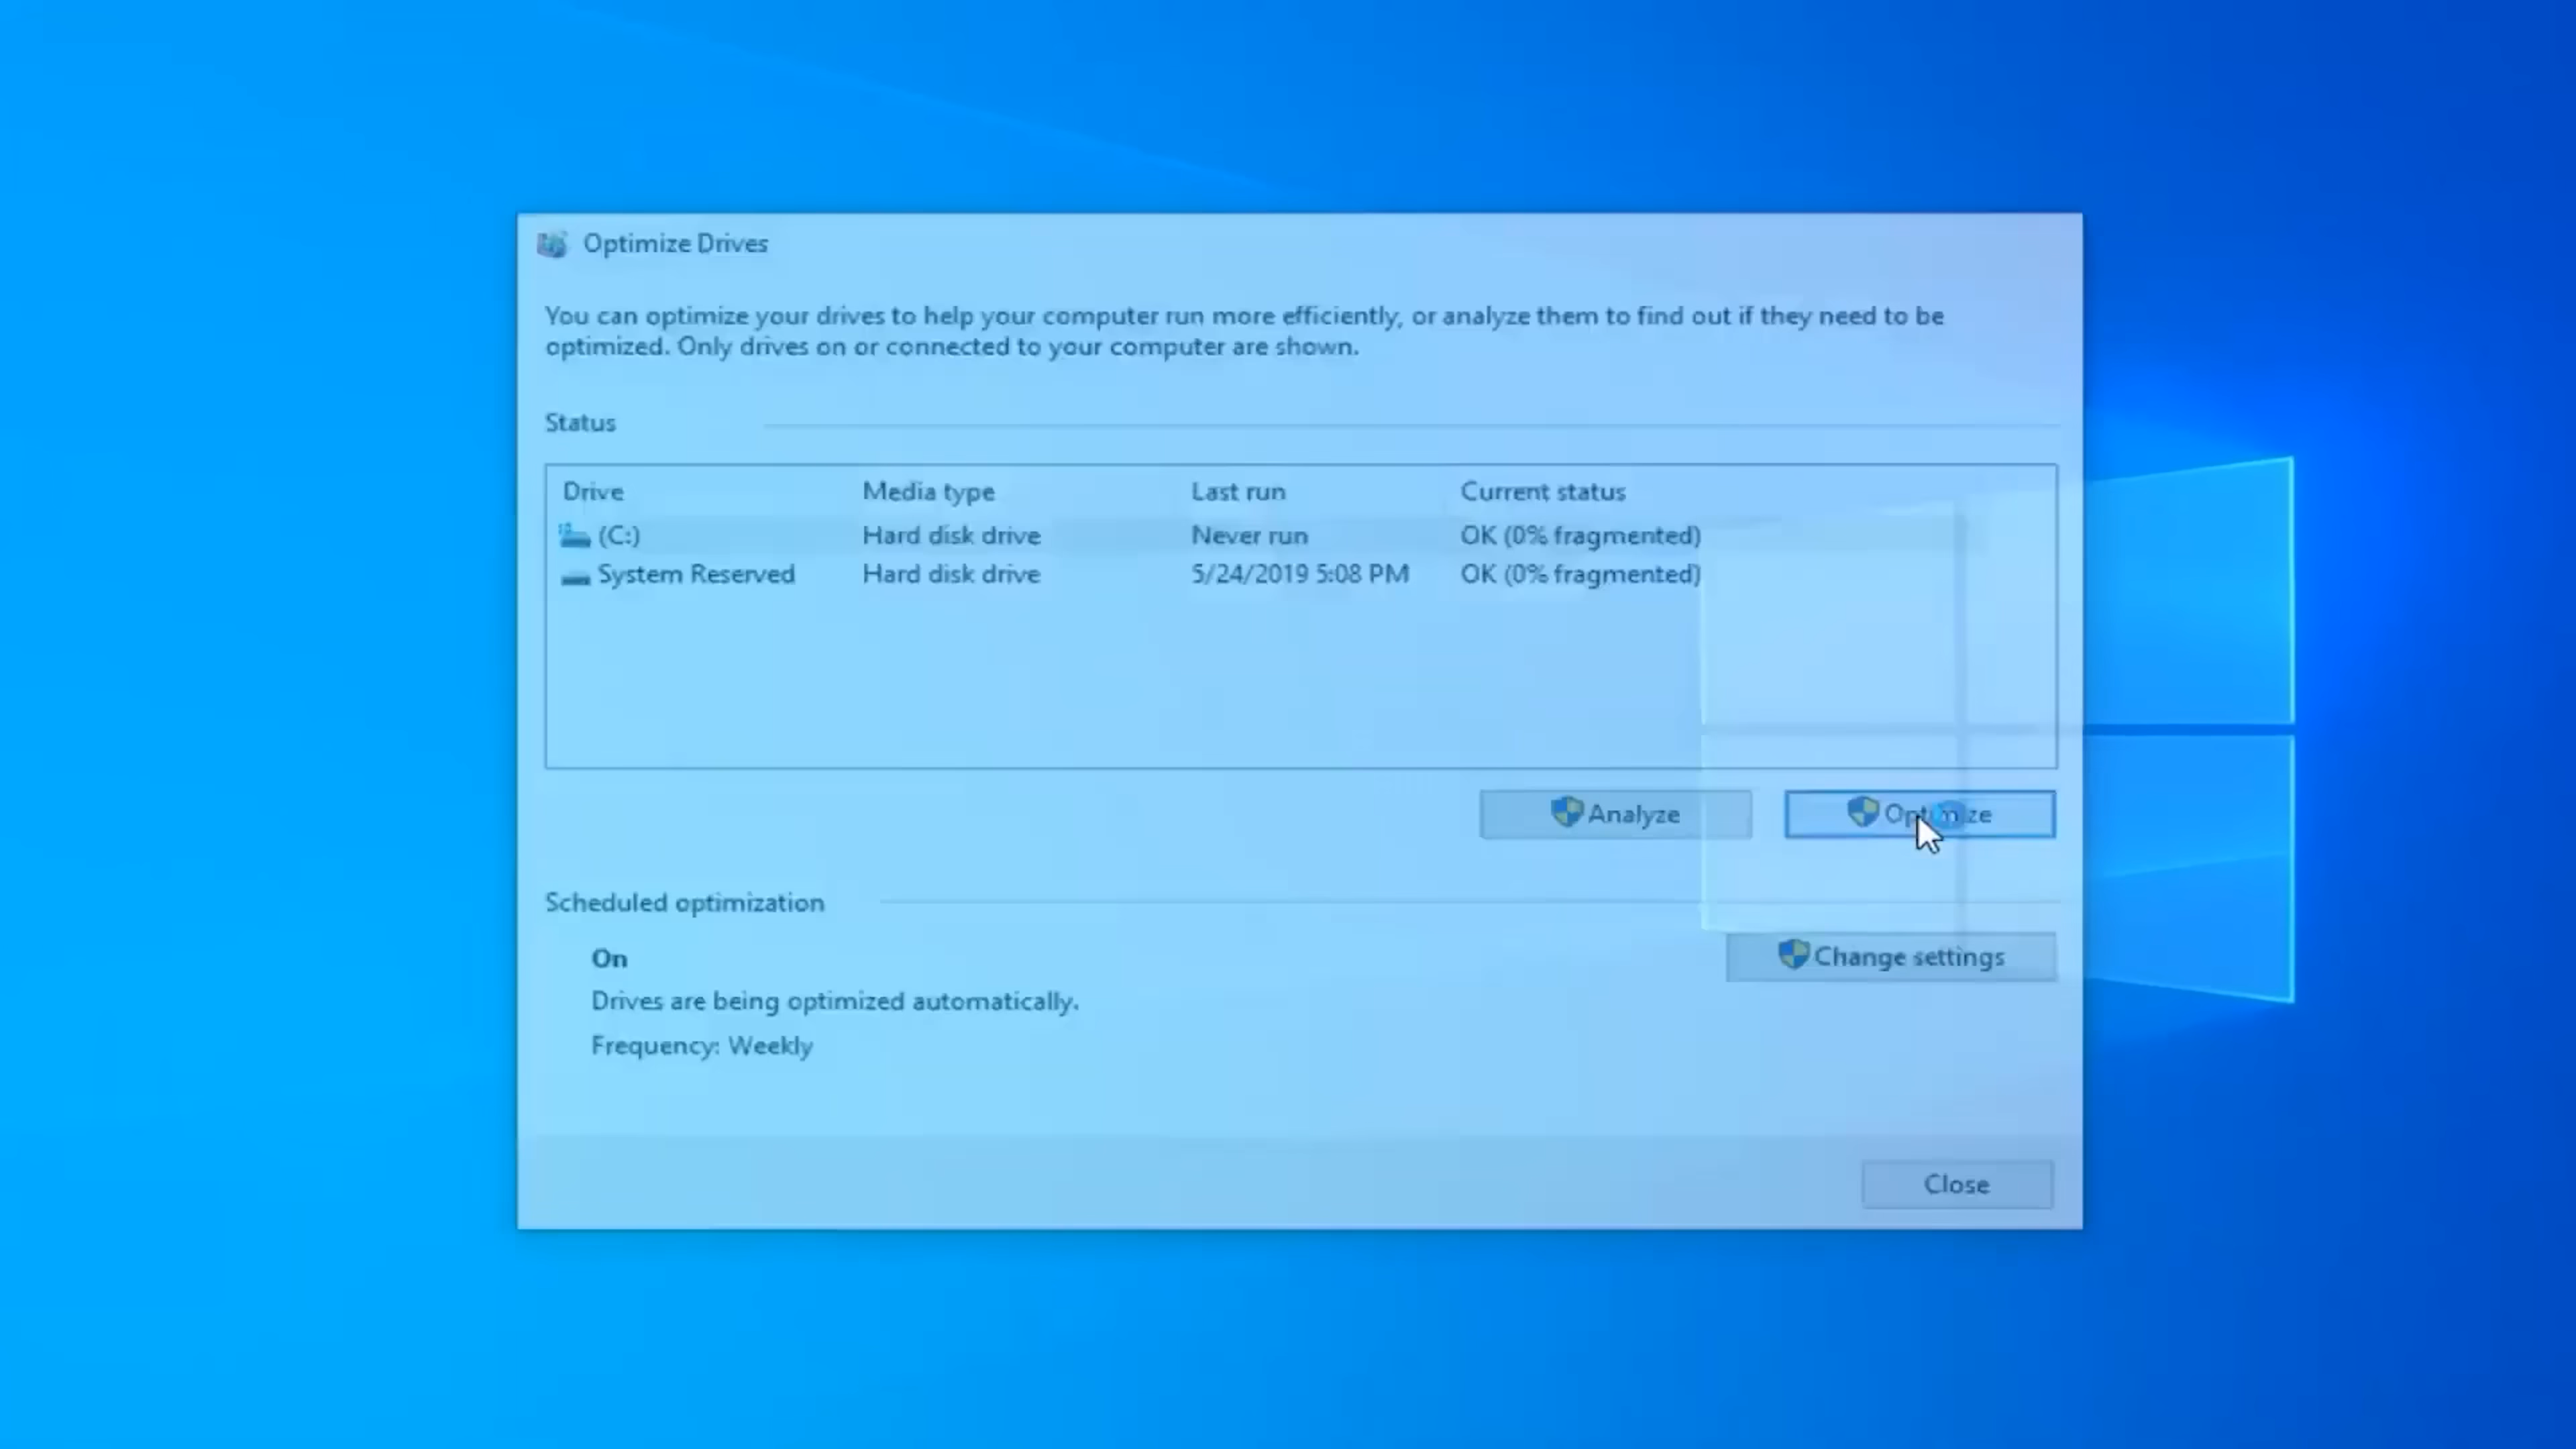 Optimize Drives
You can optimize your drives to help your computer run more efficiently, or analyze them to find out if they need to be
optimized. Only drives on or connected to your computer are shown.
Status
Drive Media type Last run Current status
(C:) Hard disk drive Never run OK (0% fragmented)
System Reserved Hard disk drive 5/24/2019 5:08 PM OK (0% fragmented)
Analyze Optimize
Scheduled optimization
On
Change settings
Drives are being optimized automatically.
Frequency: Weekly
Close